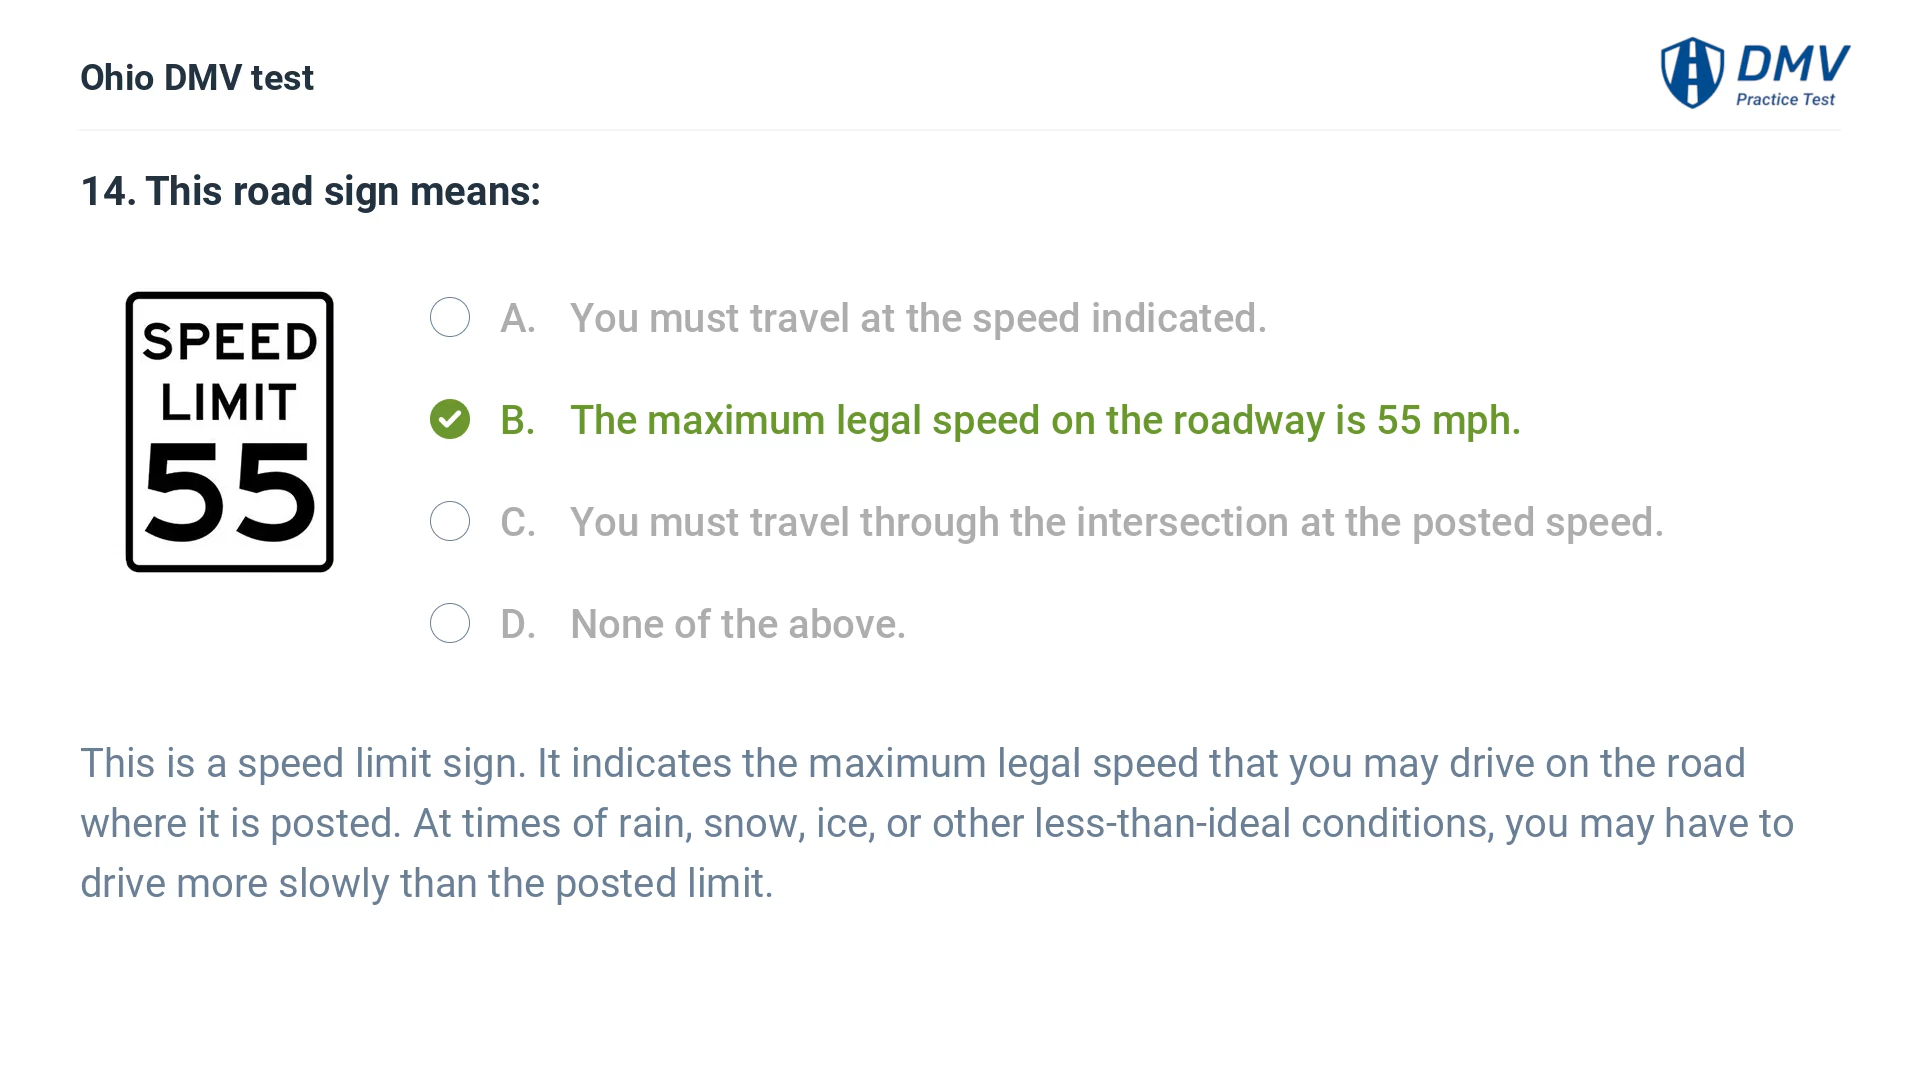 Ohio DMV test
DMV
Practice Test
14. This road sign means:
SPEED
LIMIT
55
A. You must travel at the speed indicated.
B. The maximum legal speed on the roadway is 55 mph.
C. You must travel through the intersection at the posted speed.
D. None of the above.
This is a speed limit sign. It indicates the maximum legal speed that you may drive on the road
where it is posted. At times of rain, snow, ice, or other less-than-ideal conditions, you may have to
drive more slowly than the posted limit.